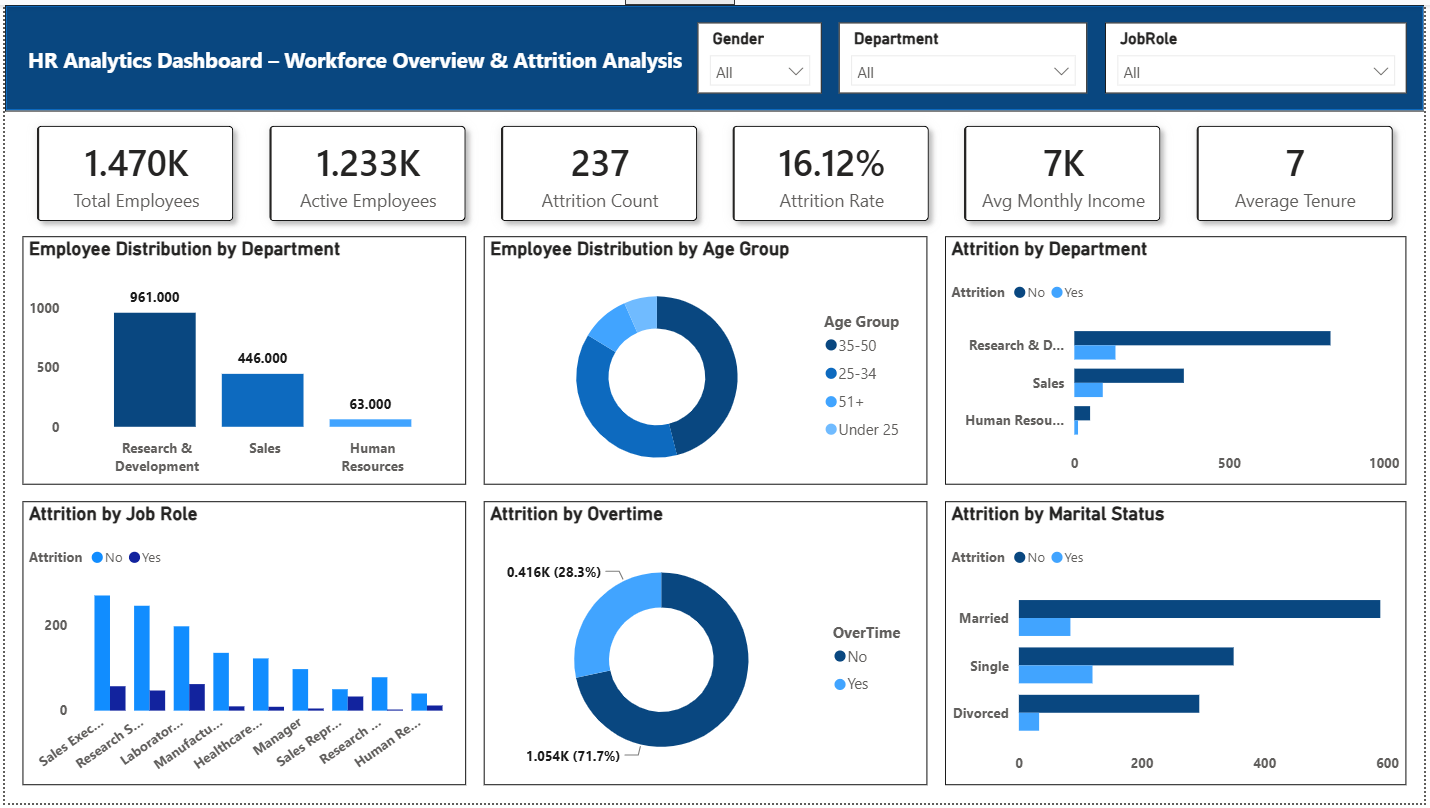 HR Analytics Dashboard – Workforce Overview & Attrition Analysis
Gender
All
Department
All
JobRole
All
1.470K
Total Employees
1.233K
Active Employees
237
Attrition Count
16.12%
Attrition Rate
7K
Avg Monthly Income
7
Average Tenure
Employee Distribution by Department
1000
500
0
961.000
446.000
63.000
Research &
Development
Sales
Human
Resources
Employee Distribution by Age Group
Age Group
35-50
25-34
51+
Under 25
Attrition by Department
Attrition No Yes
Research & D...
Sales
Human Resou...
0 500 1000
Attrition by Job Role
Attrition No Yes
200
0
Sales Exec...
Research S...
Laborator...
Manufactu...
Healthcare...
Manager
Sales Repr...
Research ...
Human Re...
Attrition by Overtime
0.416K (28.3%)
1.054K (71.7%)
OverTime
No
Yes
Attrition by Marital Status
Attrition No Yes
Married
Single
Divorced
0 200 400 600